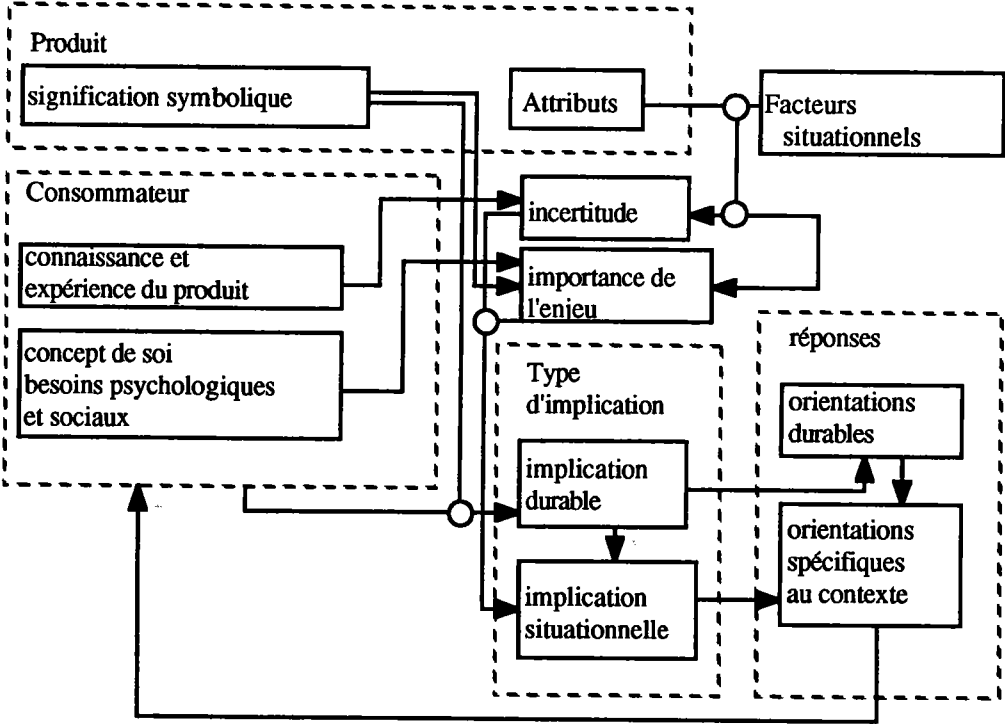 Produit
signification symbolique
Attributs
Facteurs
situationnels
Consommateur
incertitude
connaissance et
expérience du produit
importance de
l'enjeu
concept de soi
besoins psychologiques
et sociaux
Type
d'implication
réponses
orientations
durables
implication
durable
orientations
spécifiques
au contexte
implication
situationnelle